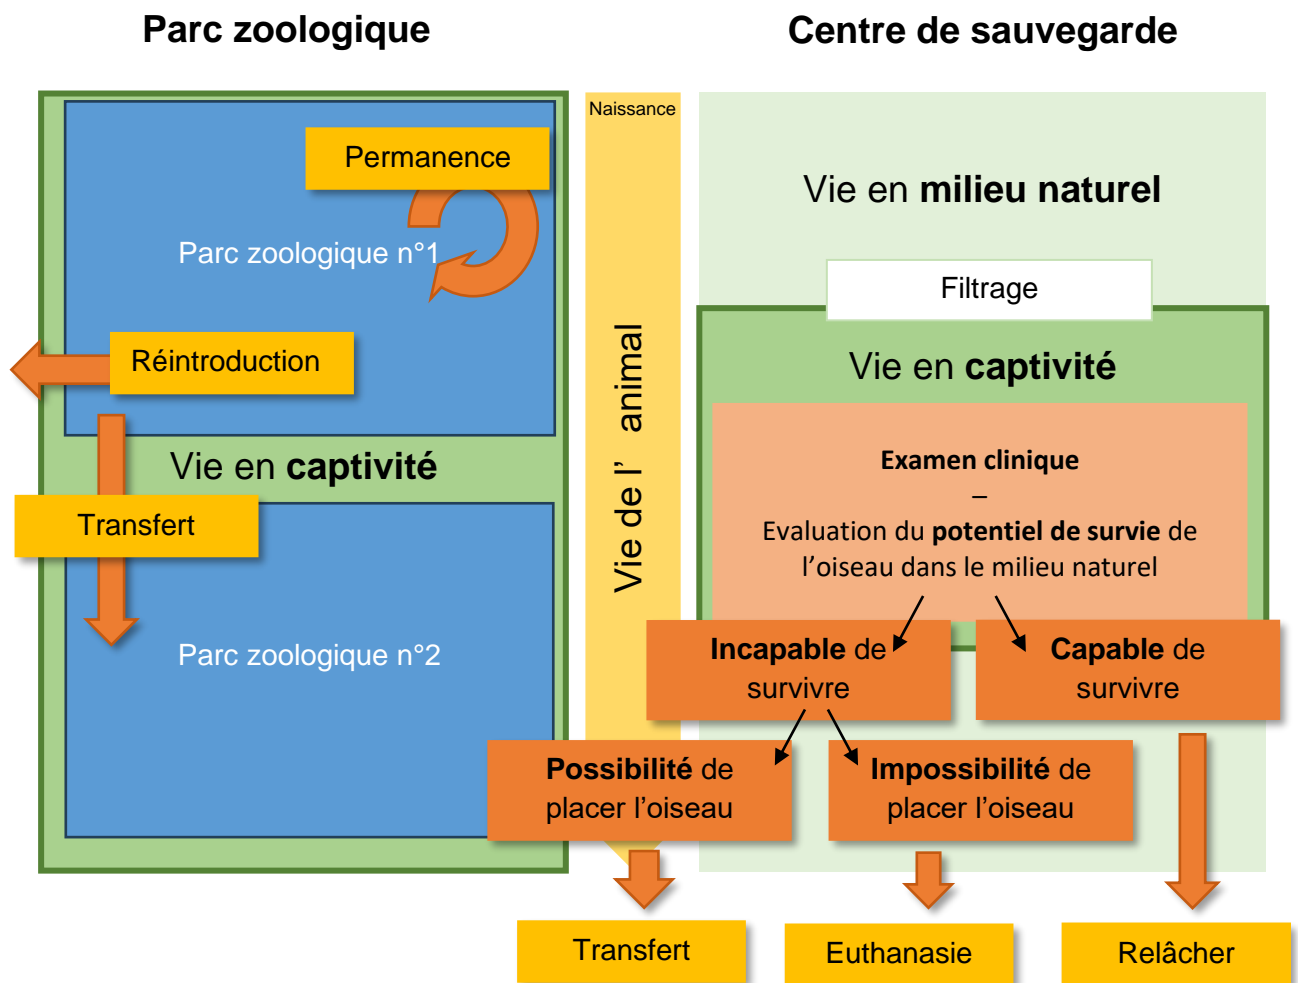 Parc zoologique
Centre de sauvegarde
Naissance
Permanence
Parc zoologique n°1
Réintroduction
Vie en captivité
Transfert
Parc zoologique n°2
Vie de l’ animal
Vie en milieu naturel
Filtrage
Vie en captivité
Examen clinique
–
Evaluation du potentiel de survie de
l’oiseau dans le milieu naturel
Incapable de
survivre
Capable de
survivre
Possibilité de
placer l’oiseau
Impossibilité de
placer l’oiseau
Transfert
Euthanasie
Relâcher